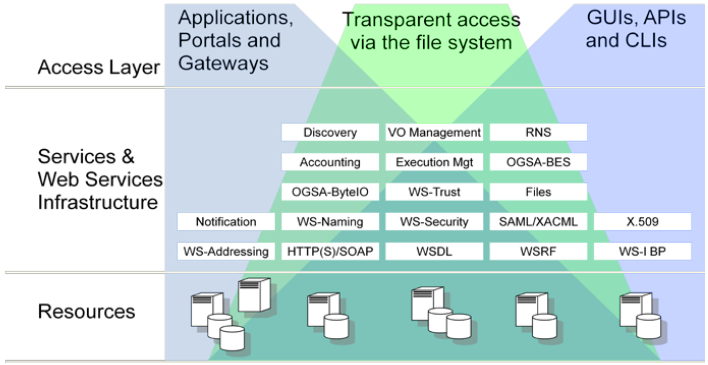 Applications,
Portals and
Gateways
Transparent access
via the file system
GUIs, APIs
and CLIs
Access Layer
Services &
Web Services
Infrastructure
Discovery
VO Management
RNS
Accounting
Execution Mgt
OGSA-BES
OGSA-ByteIO
WS-Trust
Files
Notification
WS-Naming
WS-Security
SAML/XACML
X.509
WS-Addressing
HTTP(S)/SOAP
WSDL
WSRF
WS-I BP
Resources